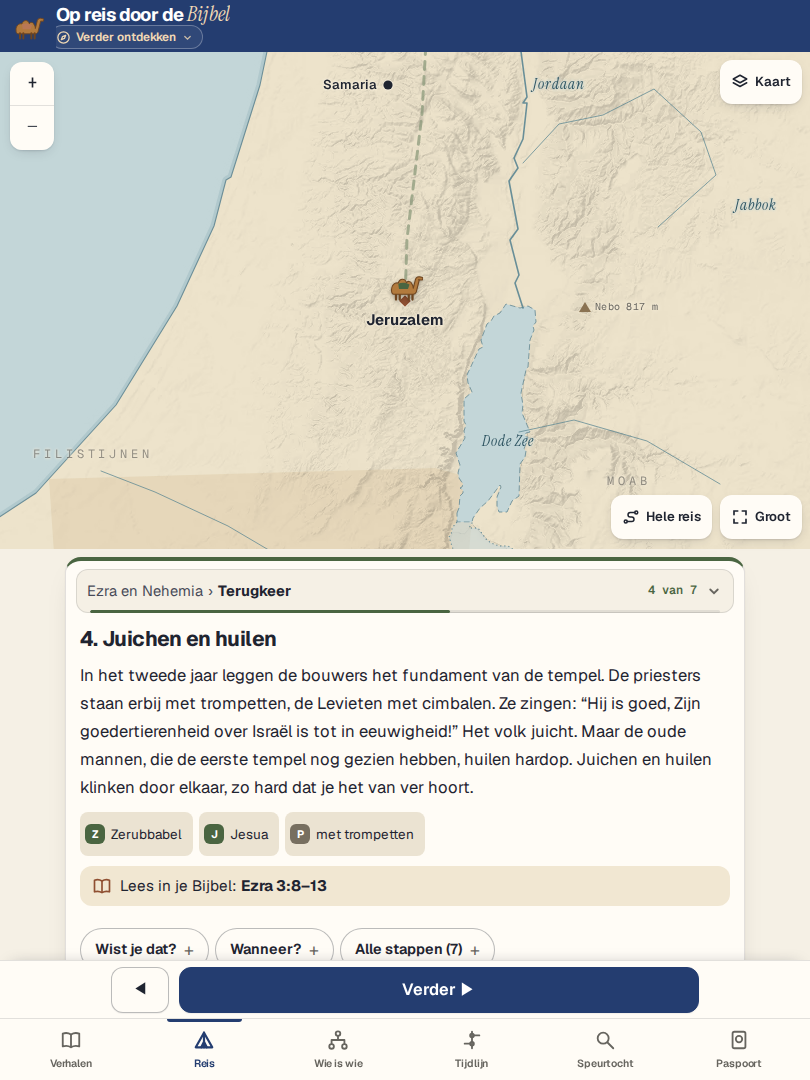 Op reis door de Bijbel
Verder ontdekken
+
−
Samaria
Jordaan
Kaart
Jabbok
Jeruzalem
Nebo 817 m
FILISTIJNEN
Dode Zee
MOAB
Hele reis
Groot
Ezra en Nehemia › Terugkeer
4 van 7
4. Juichen en huilen
In het tweede jaar leggen de bouwers het fundament van de tempel. De priesters
staan erbij met trompetten, de Levieten met cimbalen. Ze zingen: “Hij is goed, Zijn
goedertierenheid over Israël is tot in eeuwigheid!” Het volk juicht. Maar de oude
mannen, die de eerste tempel nog gezien hebben, huilen hardop. Juichen en huilen
klinken door elkaar, zo hard dat je het van ver hoort.
Z Zerubbabel
J Jesua
P met trompetten
Lees in je Bijbel: Ezra 3:8–13
Wist je dat? +
Wanneer? +
Alle stappen (7) +
Verder
Verhalen
Reis
Wie is wie
Tijdlijn
Speurtocht
Paspoort